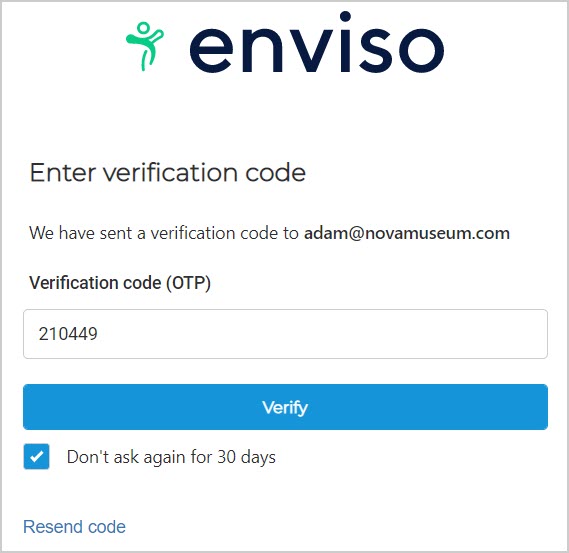 enviso
Enter verification code
We have sent a verification code to adam@novamuseum.com
Verification code (OTP)
210449
Verify
Don't ask again for 30 days
Resend code